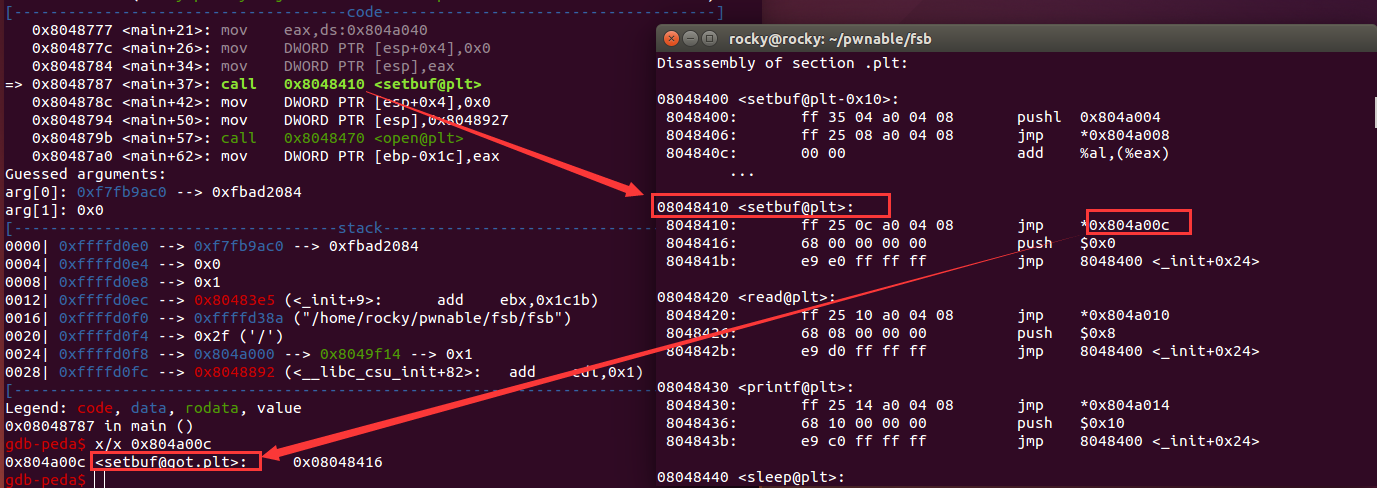 [-------------------------------------code-------------------------------------]
0x8048777 <main+21>: mov eax,ds:0x804a040
0x804877c <main+26>: mov DWORD PTR [esp+0x4],0x0
0x8048784 <main+34>: mov DWORD PTR [esp],eax
=> 0x8048787 <main+37>: call 0x8048410 <setbuf@plt>
0x804878c <main+42>: mov DWORD PTR [esp+0x4],0x0
0x8048794 <main+50>: mov DWORD PTR [esp],0x8048927
0x804879b <main+57>: call 0x8048470 <open@plt>
0x80487a0 <main+62>: mov DWORD PTR [ebp-0x1c],eax
Guessed arguments:
arg[0]: 0xf7fb9ac0 --> 0xfbad2084
arg[1]: 0x0
[------------------------------------stack------------------------------------
0000| 0xffffd0e0 --> 0xf7fb9ac0 --> 0xfbad2084
0004| 0xffffd0e4 --> 0x0
0008| 0xffffd0e8 --> 0x1
0012| 0xffffd0ec --> 0x80483e5 (<_init+9>: add ebx,0x1c1b)
0016| 0xffffd0f0 --> 0xffffd38a ("/home/rocky/pwnable/fsb/fsb")
0020| 0xffffd0f4 --> 0x2f ('/')
0024| 0xffffd0f8 --> 0x804a000 --> 0x8049f14 --> 0x1
0028| 0xffffd0fc --> 0x8048892 (<__libc_csu_init+82>: add edi,0x1)
[------------------------------------------------------------------------------
Legend: code, data, rodata, value
0x08048787 in main ()
gdb-peda$ x/x 0x804a00c
0x804a00c <setbuf@got.plt>: 0x08048416
gdb-peda$
rocky@rocky: ~/pwnable/fsb
Disassembly of section .plt:
08048400 <setbuf@plt-0x10>:
8048400: ff 35 04 a0 04 08 pushl 0x804a004
8048406: ff 25 08 a0 04 08 jmp *0x804a008
804840c: 00 00 add %al,(%eax)
...
08048410 <setbuf@plt>:
8048410: ff 25 0c a0 04 08 jmp *0x804a00c
8048416: 68 00 00 00 00 push $0x0
804841b: e9 e0 ff ff ff jmp 8048400 <_init+0x24>
08048420 <read@plt>:
8048420: ff 25 10 a0 04 08 jmp *0x804a010
8048426: 68 08 00 00 00 push $0x8
804842b: e9 d0 ff ff ff jmp 8048400 <_init+0x24>
08048430 <printf@plt>:
8048430: ff 25 14 a0 04 08 jmp *0x804a014
8048436: 68 10 00 00 00 push $0x10
804843b: e9 c0 ff ff ff jmp 8048400 <_init+0x24>
08048440 <sleep@plt>: